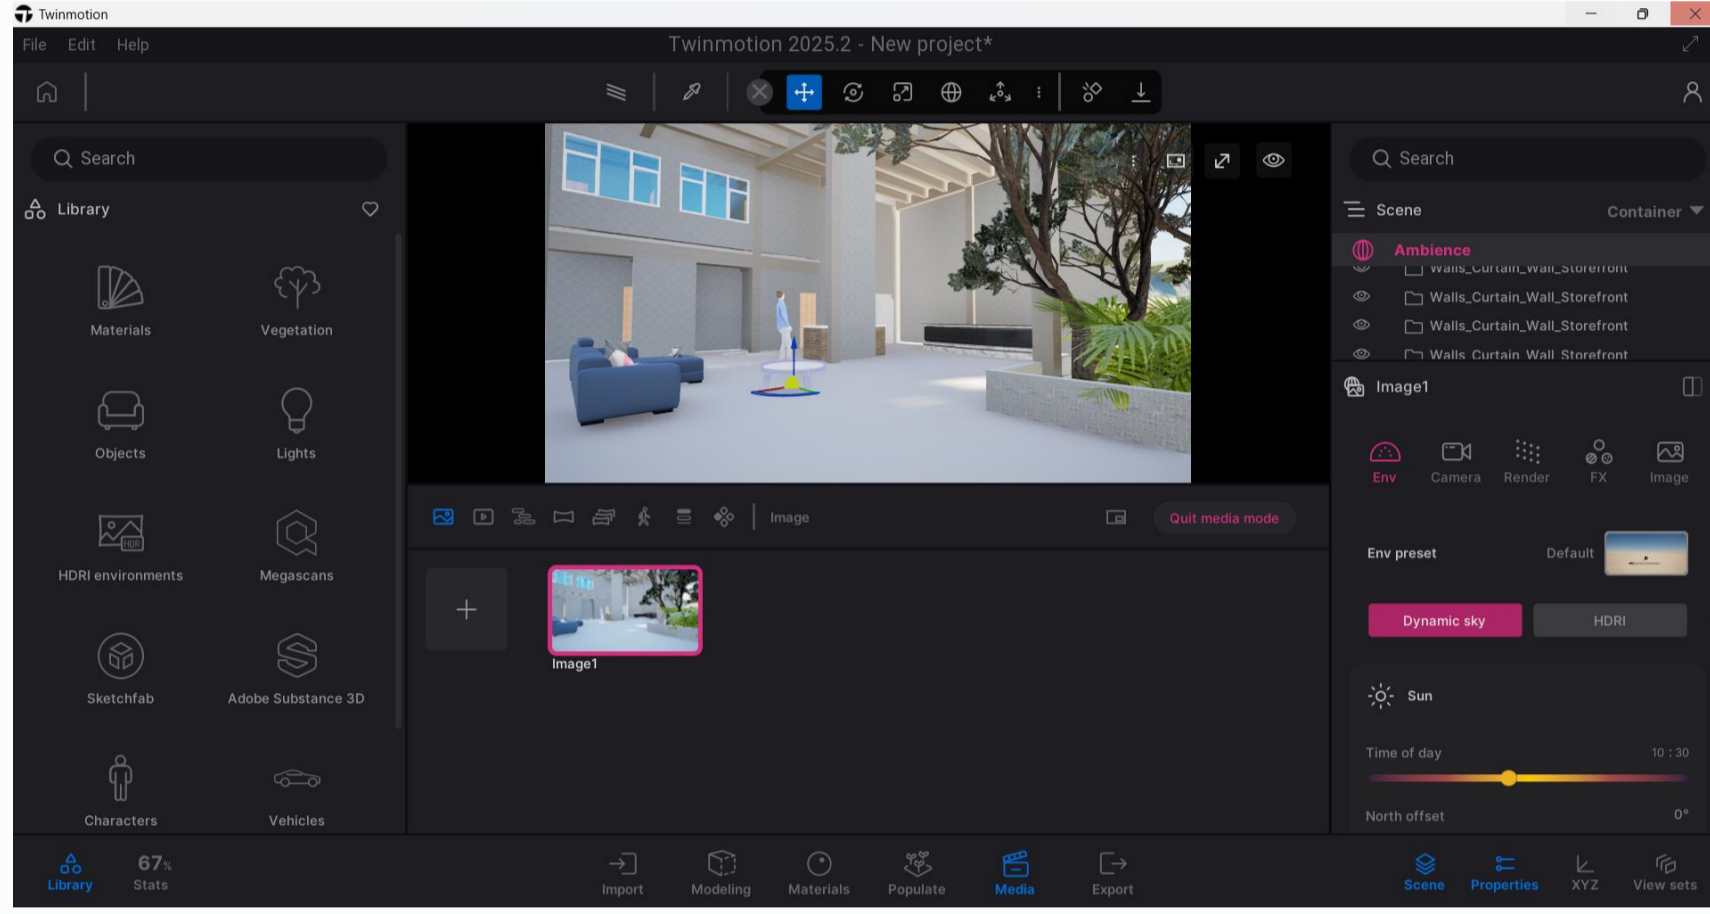 Twinmotion
File Edit Help
Twinmotion 2025.2 - New project*
Search
Library
Materials
Vegetation
Objects
Lights
HDR
HDRI environments
Megascans
Sketchfab
Adobe Substance 3D
Characters
Vehicles
Image
Quit media mode
Image1
Search
Scene
Container
Ambience
Walls_Curtain_Wall_Storefront
Walls_Curtain_Wall_Storefront
Walls_Curtain_Wall_Storefront
Walls_Curtain_Wall_Storefront
Image1
Env
Camera
Render
FX
Image
Env preset
Default
Dynamic sky
HDRI
Sun
Time of day
10 : 30
North offset
0°
Library
67%
Stats
Import
Modeling
Materials
Populate
Media
Export
Scene
Properties
XYZ
View sets